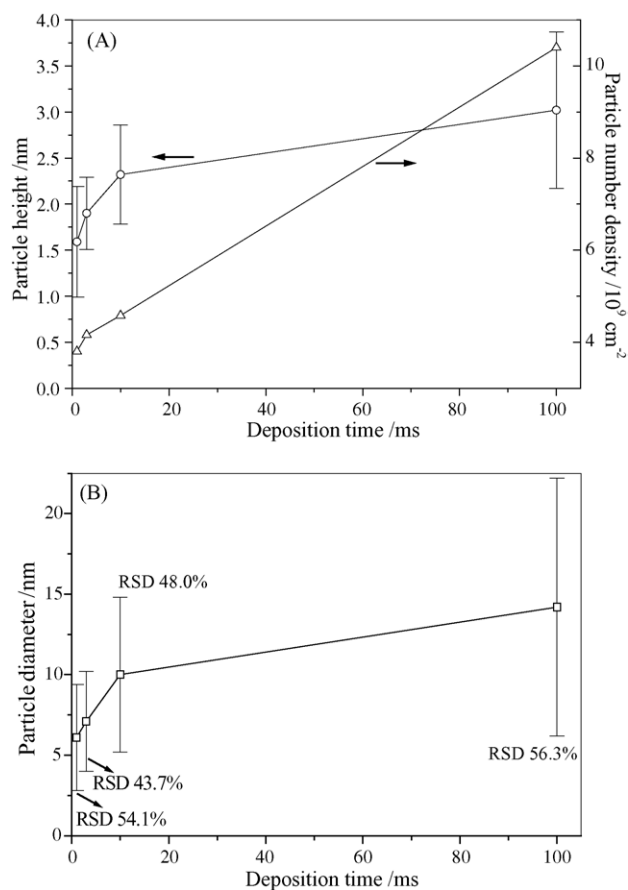 (A)
4.0
3.5
3.0
2.5
2.0
1.5
1.0
0.5
0.0
Particle height /nm
10
8
6
4
Particle number density /10⁹ cm⁻²
0 20 40 60 80 100
Deposition time /ms
(B)
20
15
10
5
0
Particle diameter /nm
RSD 48.0%
RSD 56.3%
RSD 43.7%
RSD 54.1%
0 20 40 60 80 100
Deposition time /ms